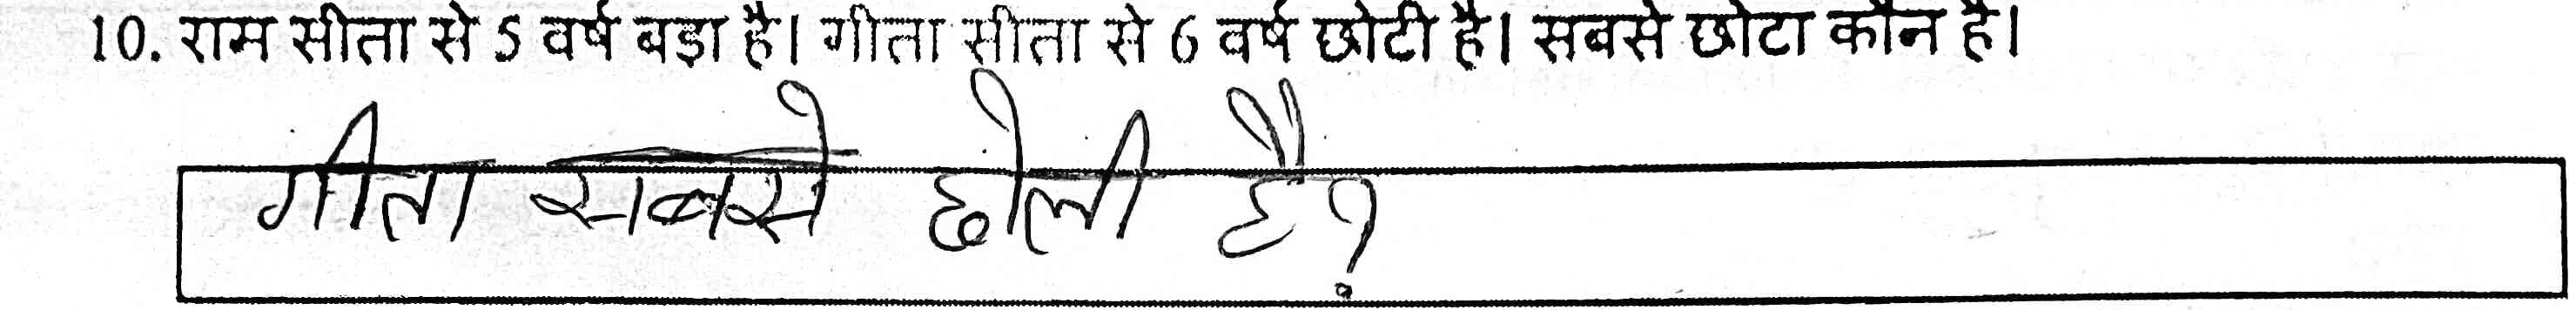 10. राम सीता से 5 वर्ष बड़ा है। गीता सीता से 6 वर्ष छोटी है। सबसे छोटा कौन है।
गीता सबसे छोली है?